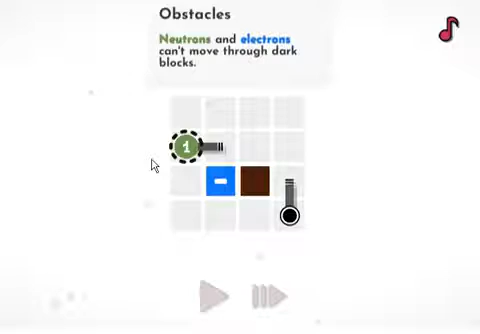 Obstacles
Neutrons and electrons
can't move through dark
blocks.
1